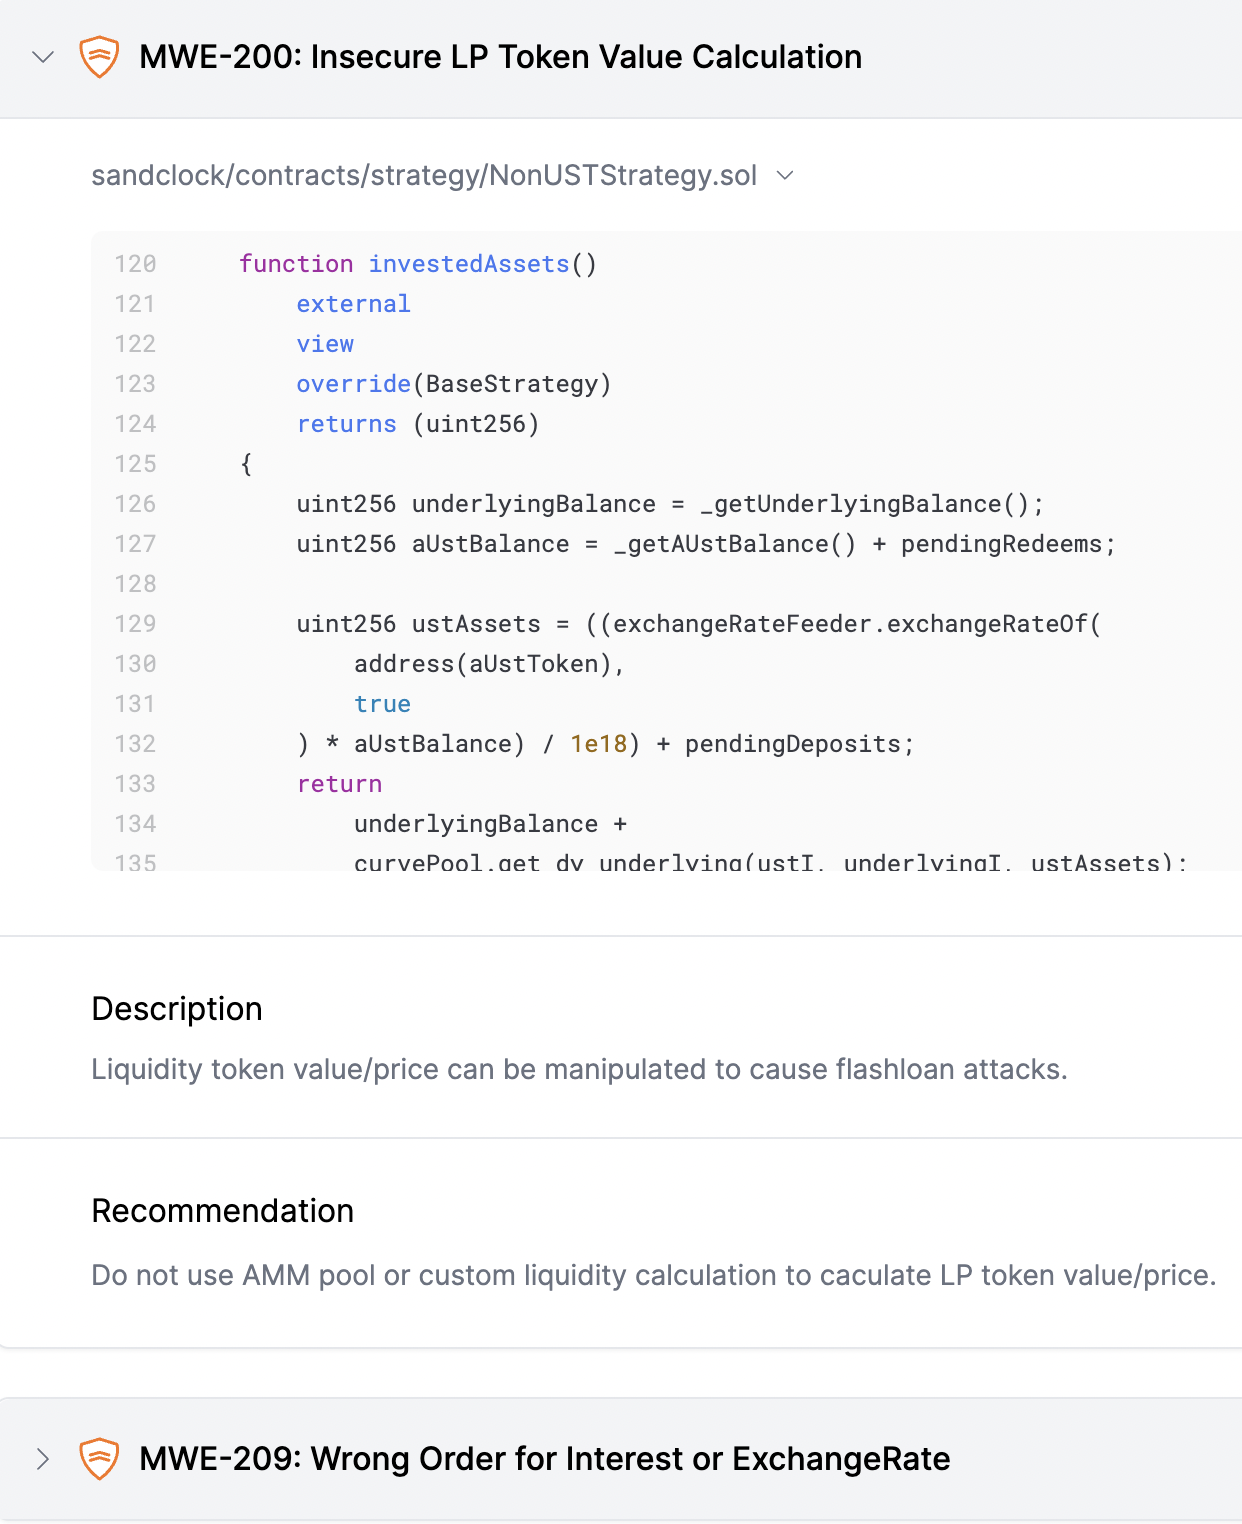 MWE-200: Insecure LP Token Value Calculation
sandclock/contracts/strategy/NonUSTStrategy.sol
120 function investedAssets()
121 external
122 view
123 override(BaseStrategy)
124 returns (uint256)
125 {
126 uint256 underlyingBalance = _getUnderlyingBalance();
127 uint256 aUstBalance = _getAUstBalance() + pendingRedeems;
128
129 uint256 ustAssets = ((exchangeRateFeeder.exchangeRateOf(
130 address(aUstToken),
131 true
132 ) * aUstBalance) / 1e18) + pendingDeposits;
133 return
134 underlyingBalance +
135 curvePool.get_dy_underlying(ustI, underlyingI, ustAssets);
Description
Liquidity token value/price can be manipulated to cause flashloan attacks.
Recommendation
Do not use AMM pool or custom liquidity calculation to caculate LP token value/price.
MWE-209: Wrong Order for Interest or ExchangeRate